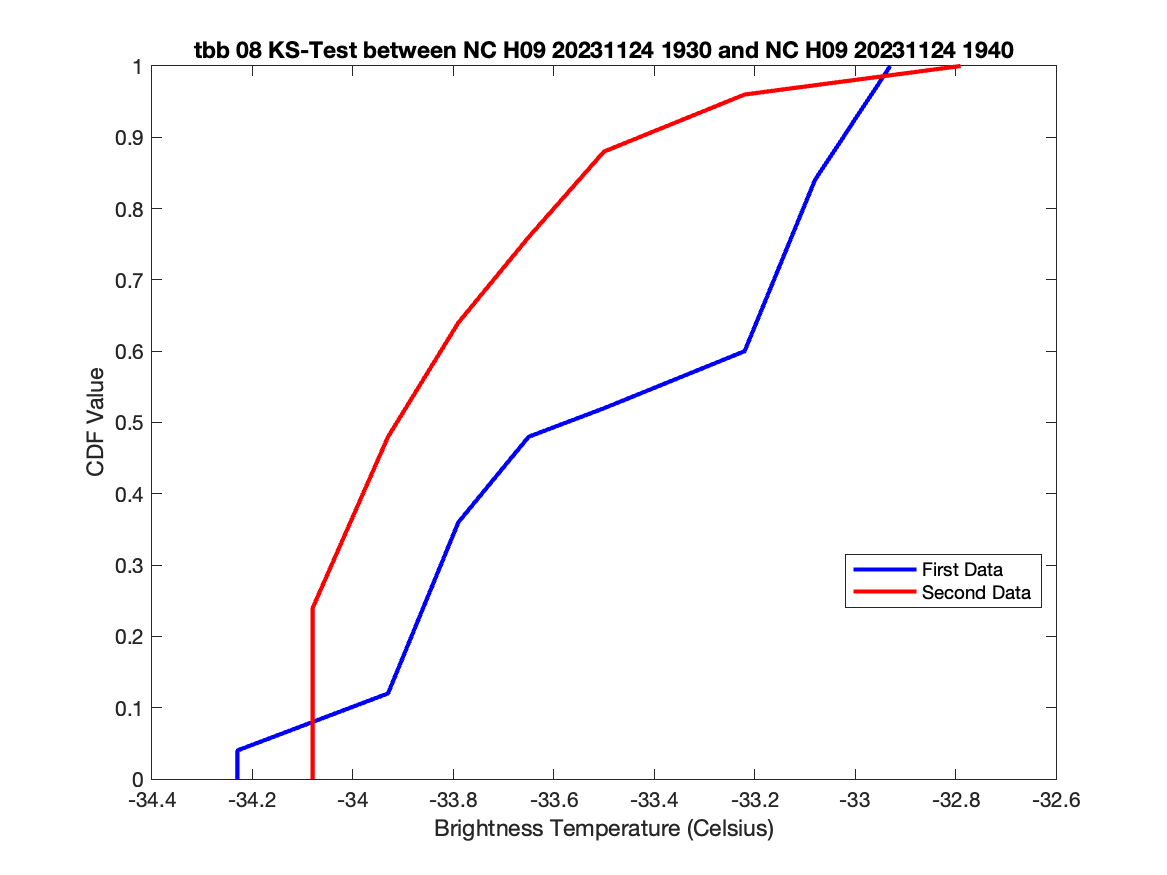 tbb 08 KS-Test between NC H09 20231124 1930 and NC H09 20231124 1940
1
0.9
0.8
0.7
0.6
0.5
0.4
0.3
0.2
0.1
0
CDF Value
First Data
Second Data
-34.4 -34.2 -34 -33.8 -33.6 -33.4 -33.2 -33 -32.8 -32.6
Brightness Temperature (Celsius)